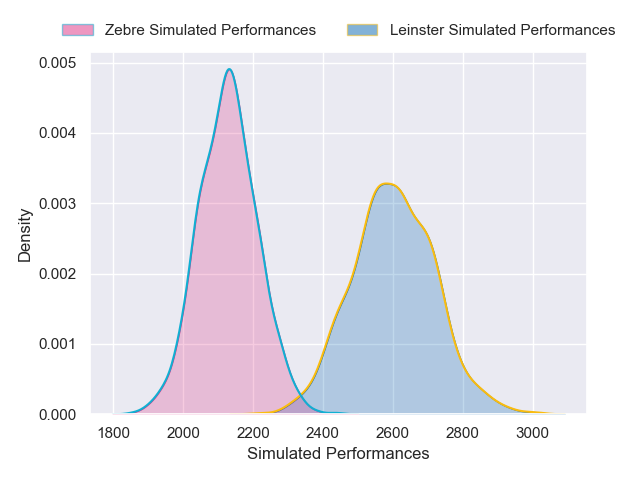 Zebre Simulated Performances Leinster Simulated Performances
0.005
0.004
0.003
0.002
0.001
0.000
Density
1800 2000 2200 2400 2600 2800 3000
Simulated Performances